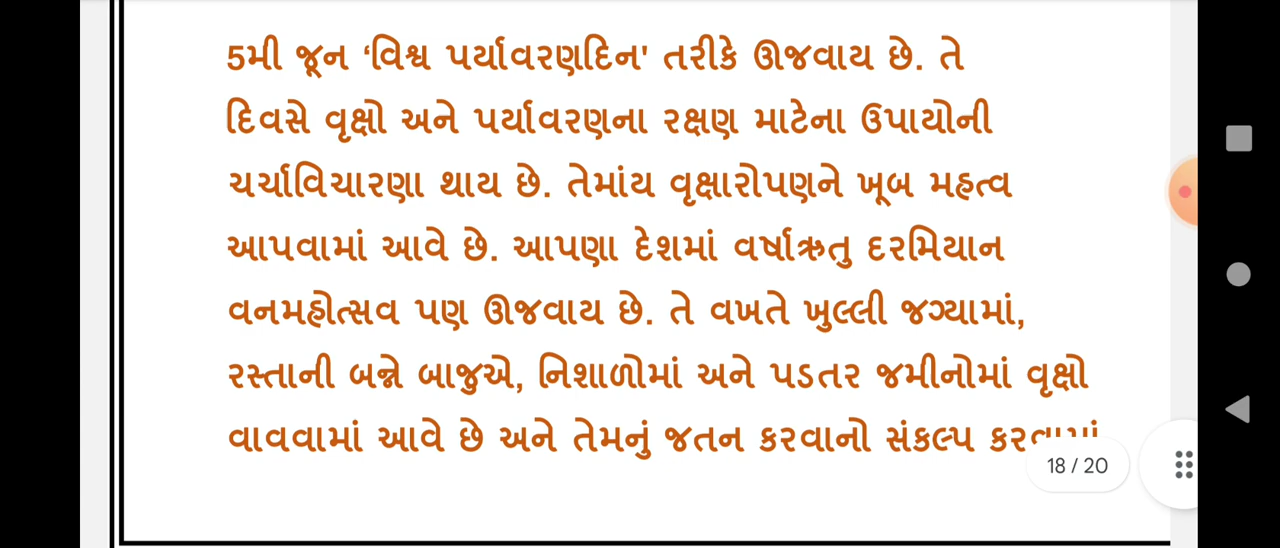 5મી જૂન ‘વિશ્વ પર્યાવરણદિન' તરીકે ઊજવાય છે. તે
દિવસે વૃક્ષો અને પર્યાવરણના રક્ષણ માટેના ઉપાયોની
ચર્ચાવિચારણા થાય છે. તેમાંય વૃક્ષારોપણને ખૂબ મહત્વ
આપવામાં આવે છે. આપણા દેશમાં વર્ષાઋતુ દરમિયાન
વનમહોત્સવ પણ ઊજવાય છે. તે વખતે ખુલ્લી જગ્યામાં,
રસ્તાની બન્ને બાજુએ, નિશાળોમાં અને પડતર જમીનોમાં વૃક્ષો
વાવવામાં આવે છે અને તેમનું જતન કરવાનો સંકલ્પ
18 / 20